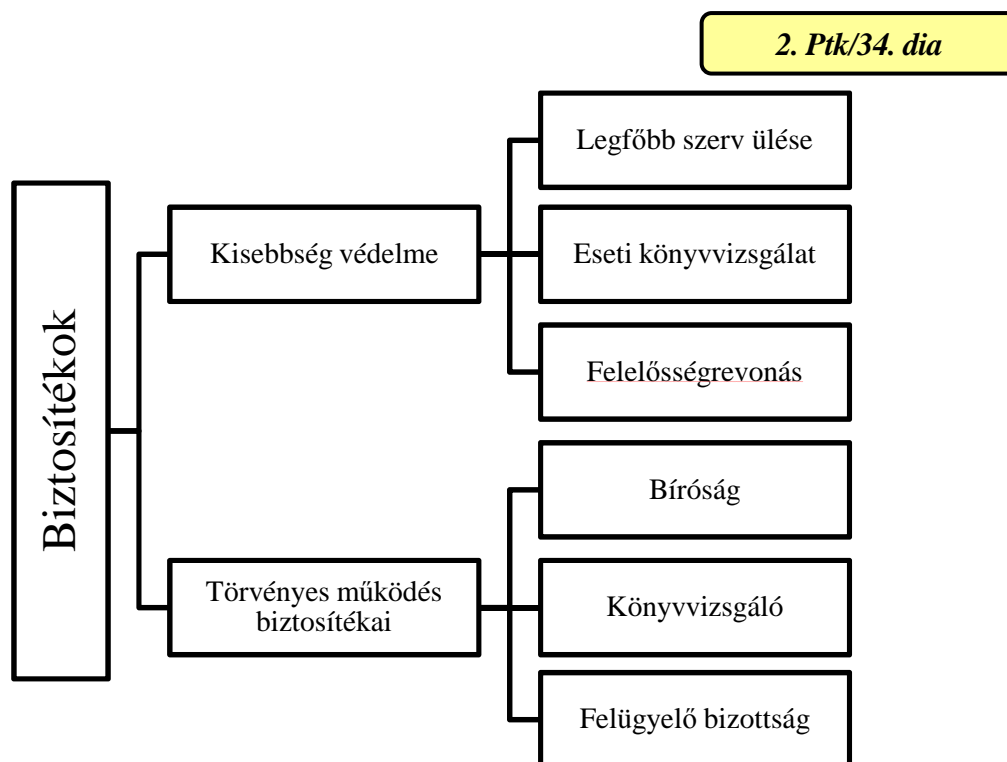 2. Ptk/34. dia
Biztosítékok
Kisebbség védelme
Legfőbb szerv ülése
Eseti könyvvizsgálat
Felelősségrevonás
Törvényes működés
biztosítékai
Bíróság
Könyvvizsgáló
Felügyelő bizottság